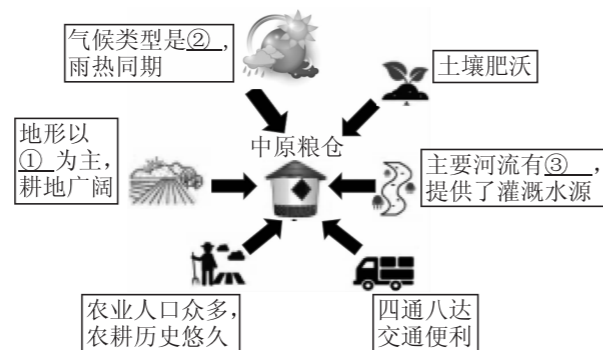 气候类型是②,
雨热同期
土壤肥沃
地形以
①为主,
耕地广阔
中原粮仓
主要河流有③,
提供了灌溉水源
农业人口众多,
农耕历史悠久
四通八达
交通便利